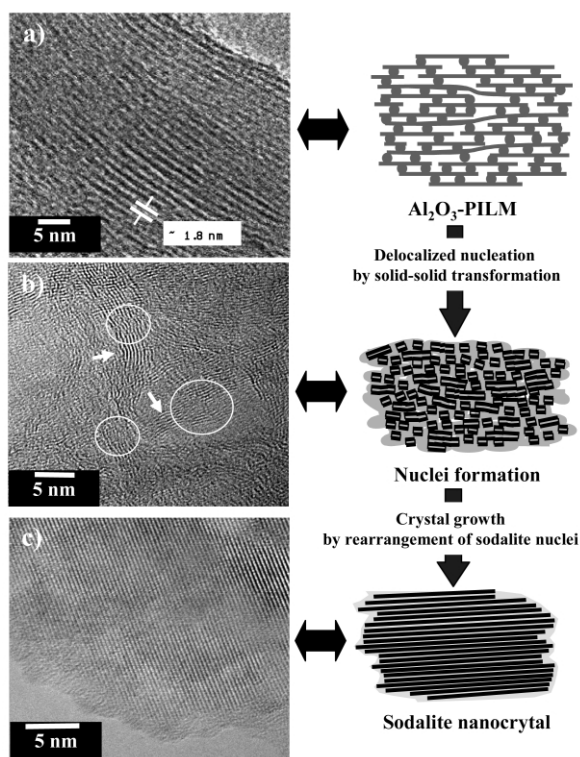 a)
5 nm
~ 1.8 nm
Al₂O₃-PILM
Delocalized nucleation
by solid-solid transformation
b)
5 nm
Nuclei formation
Crystal growth
by rearrangement of sodalite nuclei
c)
5 nm
Sodalite nanocrytal